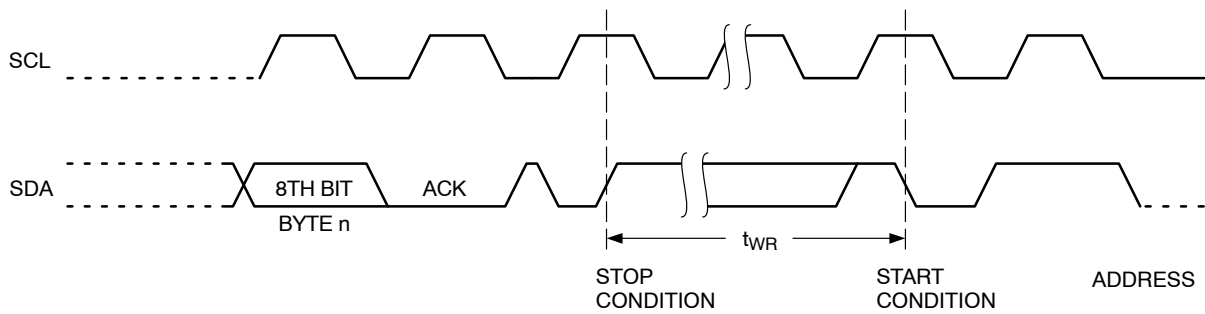 SCL
SDA
8TH BIT
ACK
BYTE n
tWR
STOP
CONDITION
START
CONDITION
ADDRESS